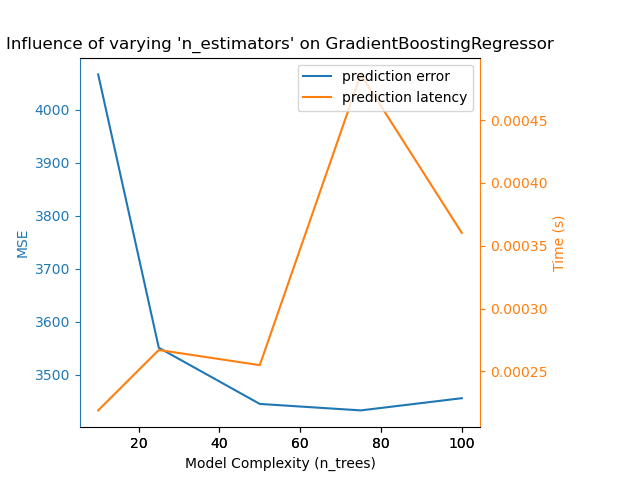 Influence of varying 'n_estimators' on GradientBoostingRegressor
prediction error
prediction latency
MSE
4000
3900
3800
3700
3600
3500
0.00045
0.00040
0.00035
0.00030
0.00025
Time (s)
20 40 60 80 100
Model Complexity (n_trees)